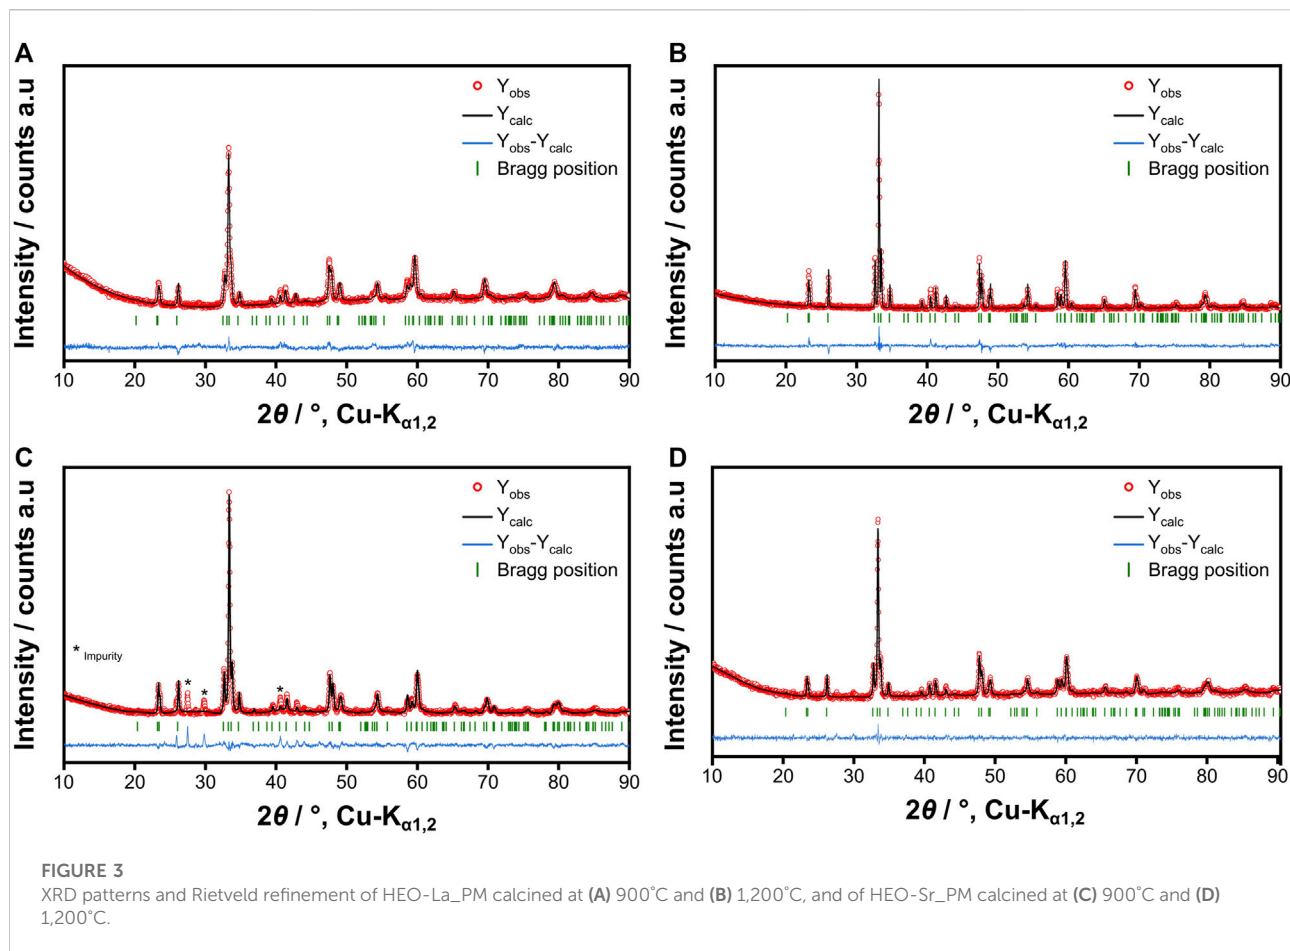 A
Intensity / counts a.u
Y_obs
Y_calc
Y_obs-Y_calc
Bragg position
10 20 30 40 50 60 70 80 90
2θ / °, Cu-K_α1,2
B
Intensity / counts a.u
Y_obs
Y_calc
Y_obs-Y_calc
Bragg position
10 20 30 40 50 60 70 80 90
2θ / °, Cu-K_α1,2
C
Intensity / counts a.u
Y_obs
Y_calc
Y_obs-Y_calc
Bragg position
* Impurity
* * *
10 20 30 40 50 60 70 80 90
2θ / °, Cu-K_α1,2
D
Intensity / counts a.u
Y_obs
Y_calc
Y_obs-Y_calc
Bragg position
10 20 30 40 50 60 70 80 90
2θ / °, Cu-K_α1,2
FIGURE 3
XRD patterns and Rietveld refinement of HEO-La_PM calcined at (A) 900°C and (B) 1,200°C, and of HEO-Sr_PM calcined at (C) 900°C and (D)
1,200°C.